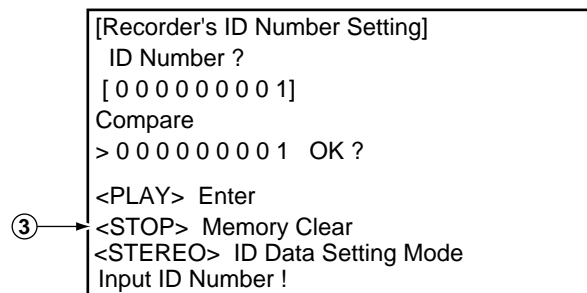 [Recorder's ID Number Setting]
ID Number ?
[ 0 0 0 0 0 0 0 0 0 1]
Compare
> 0 0 0 0 0 0 0 0 0 1 OK ?
<PLAY> Enter
③ <STOP> Memory Clear
<STEREO> ID Data Setting Mode
Input ID Number !